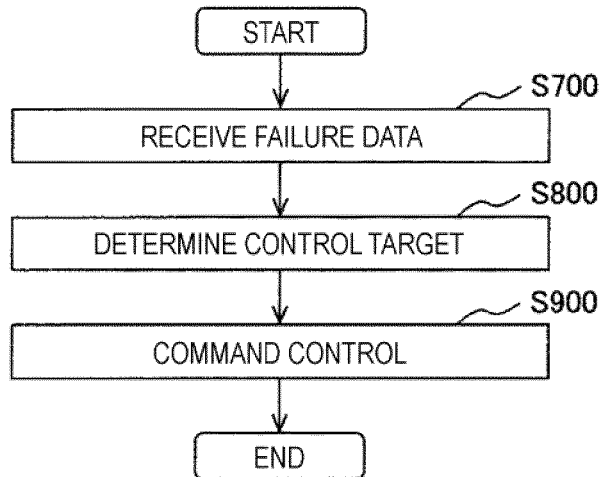 START
S700
RECEIVE FAILURE DATA
S800
DETERMINE CONTROL TARGET
S900
COMMAND CONTROL
END